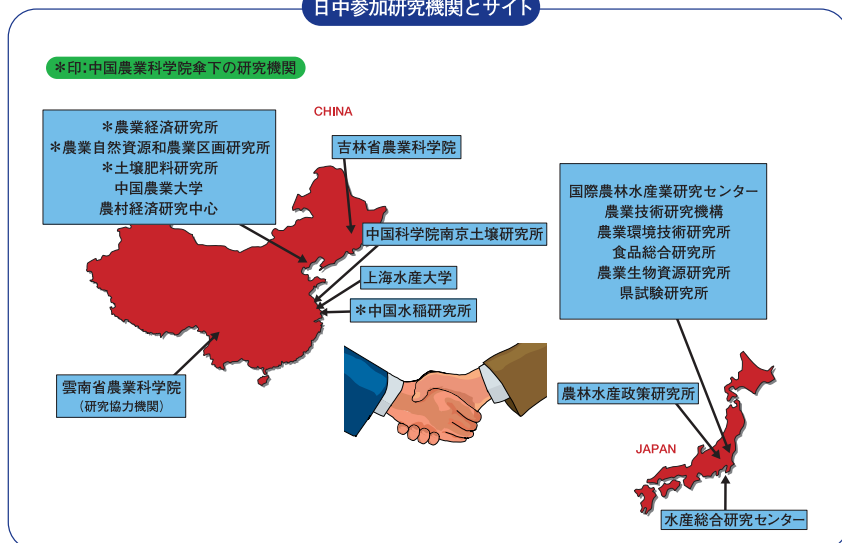 日中参加研究機関とサイト
＊印:中国農業科学院傘下の研究機関
CHINA
＊農業経済研究所
＊農業自然資源和農業区画研究所
＊土壌肥料研究所
中国農業大学
農村経済研究中心
吉林省農業科学院
中国科学院南京土壌研究所
上海水産大学
＊中国水稲研究所
雲南省農業科学院
(研究協力機関)
国際農林水産業研究センター
農業技術研究機構
農業環境技術研究所
食品総合研究所
農業生物資源研究所
県試験研究所
農林水産政策研究所
JAPAN
水産総合研究センター